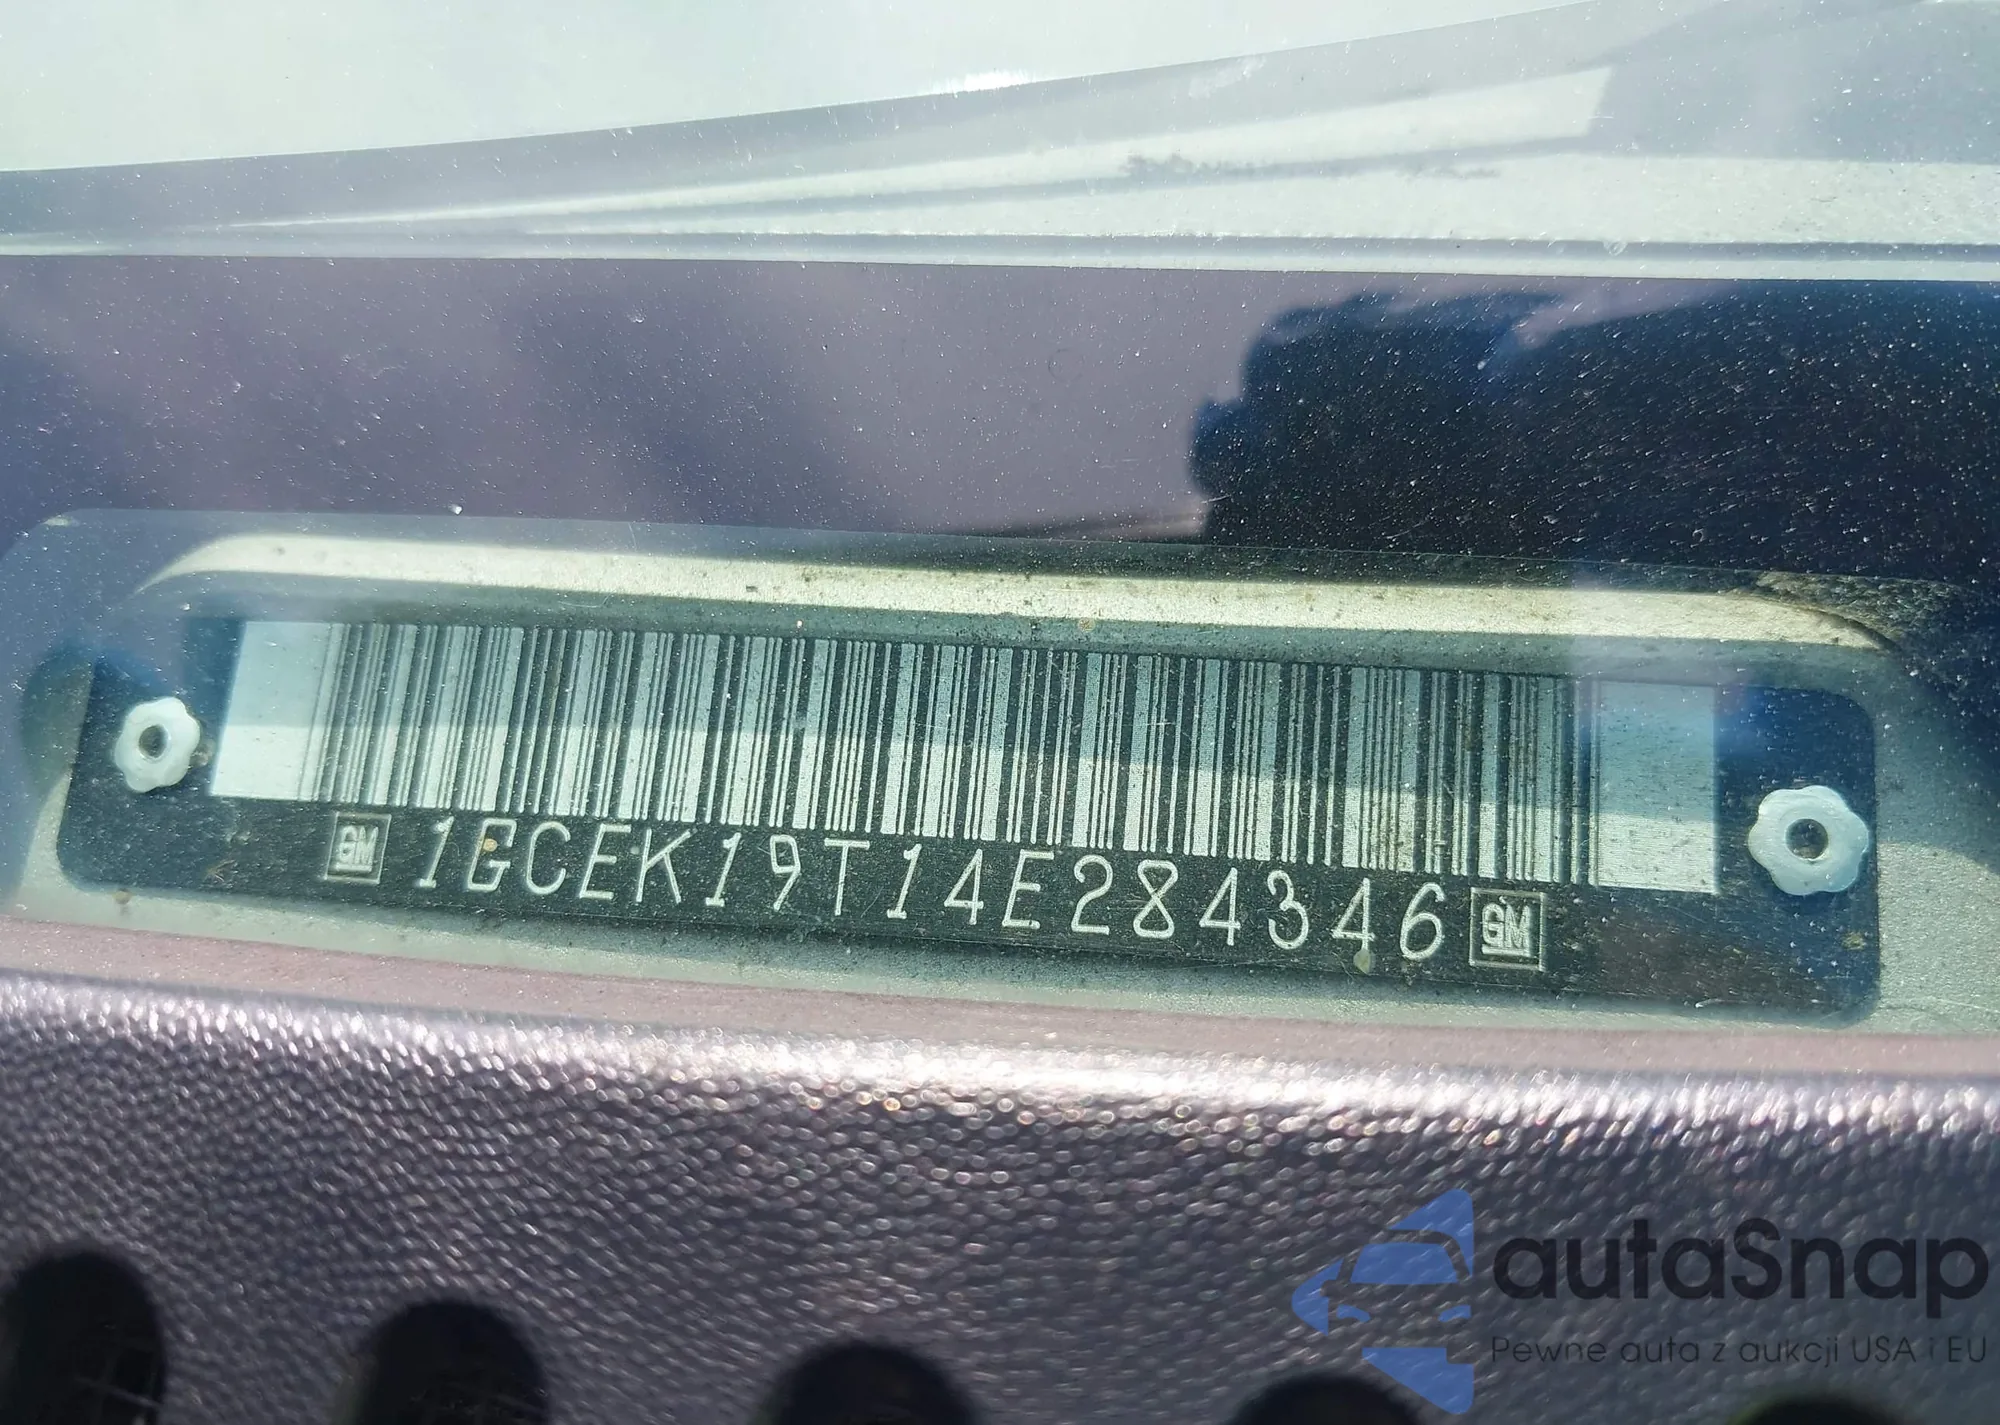 GM 1GCEK19T14E284346 GM
autaSnap
Pewne auta z aukcji USA i EU